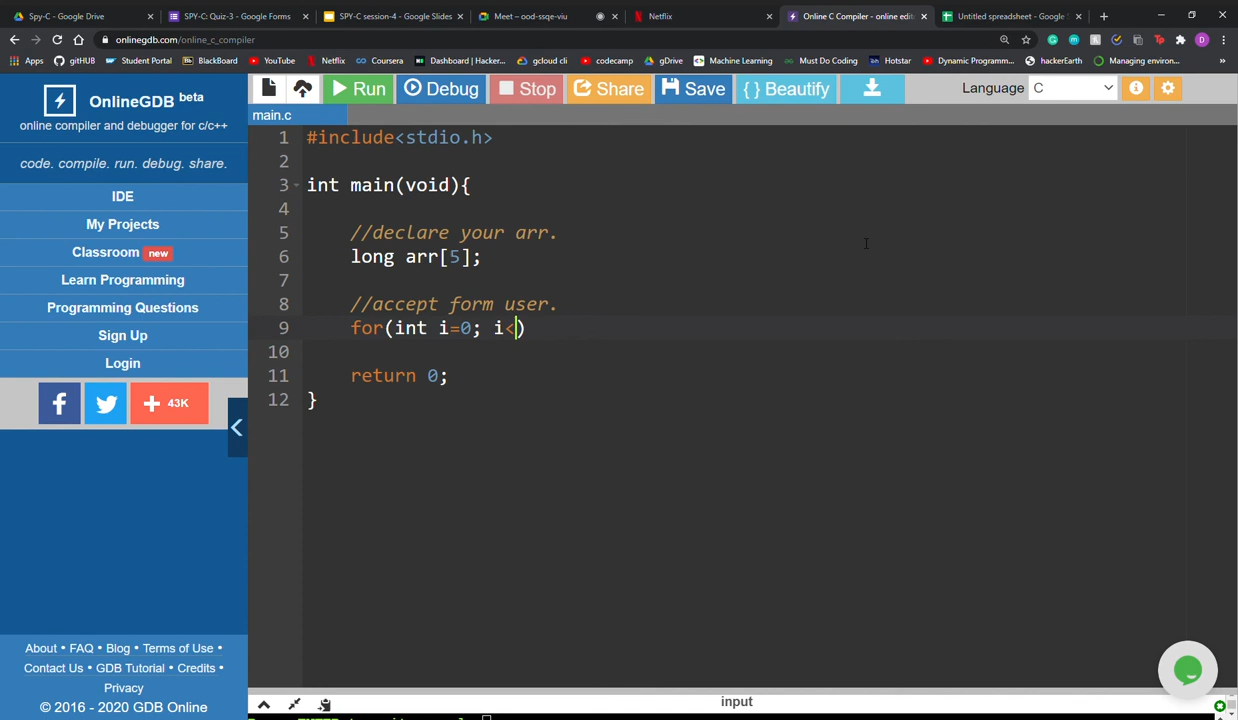 Spy-C - Google Drive
SPY-C: Quiz-3 - Google Forms
SPY-C session-4 - Google Slides
Meet – ood-ssqe-viu
Netflix
Online C Compiler - online edit
Untitled spreadsheet - Google
onlinegdb.com/online_c_compiler
Apps
gitHUB
Student Portal
BlackBoard
YouTube
Netflix
Coursera
Dashboard | Hacker...
gcloud cli
codecamp
gDrive
Machine Learning
Must Do Coding
Hotstar
Dynamic Programm...
hackerEarth
Managing environ...
»
OnlineGDB beta
online compiler and debugger for c/c++
code. compile. run. debug. share.
IDE
My Projects
Classroom new
Learn Programming
Programming Questions
Sign Up
Login
43K
About • FAQ • Blog • Terms of Use •
Contact Us • GDB Tutorial • Credits •
Privacy
© 2016 - 2020 GDB Online
Run
Debug
Stop
Share
Save
{ } Beautify
Language C
main.c
1 #include<stdio.h>
2
3 int main(void){
4
5 //declare your arr.
6 long arr[5];
7
8 //accept form user.
9 for(int i=0; i<)
10
11 return 0;
12 }
input